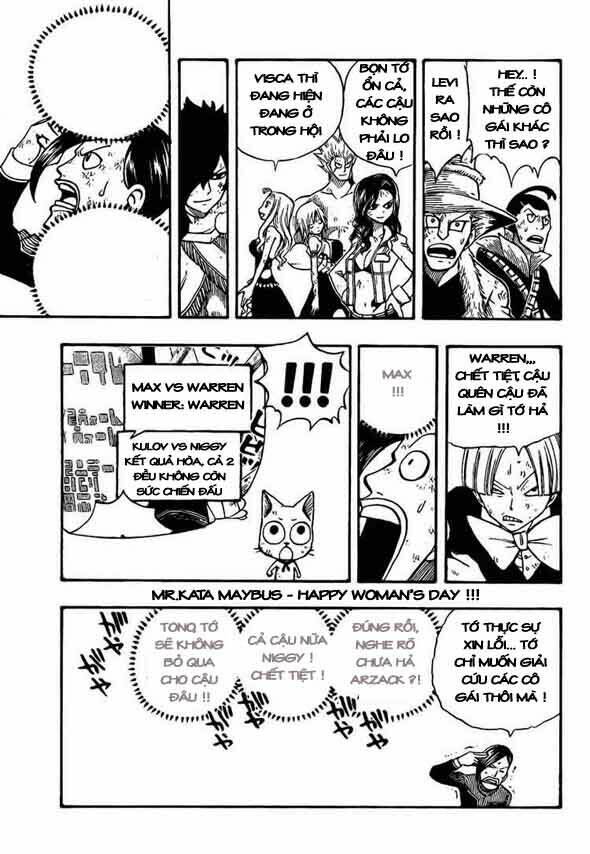 HEY.. !
THẾ CÒN
NHỮNG CÔ
GÁI KHÁC
THÌ SAO ?
LEVI
RA
SAO
RỒI !
BỌN TỚ
ỔN CẢ,
CÁC CẬU
KHÔNG
PHẢI LO
ĐÂU !
VISCA THÌ
ĐANG HIỆN
ĐANG Ở
TRONG HỘI
WARREN,,,
CHẾT TIỆT, CẬU
QUÊN CẬU ĐÃ
LÀM GÌ TỚ HẢ
!!!
MAX
!!!
!!!
MAX VS WARREN
WINNER: WARREN
KULOV VS NIGGY
KẾT QUẢ HÒA, CẢ 2
ĐỀU KHÔNG CÒN
SỨC CHIẾN ĐẤU
MR.KATA MAYBUS - HAPPY WOMAN'S DAY !!!
TỚ THỰC SỰ
XIN LỖI... TỚ
CHỈ MUỐN GIẢI
CỨU CÁC CÔ
GÁI THÔI MÀ !
ĐÚNG RỒI,
NGHE RÕ
CHƯA HẢ
ARZACK ?!
CẢ CẬU NỮA
NIGGY !
CHẾT TIỆT !
TONO, TỚ
SẼ KHÔNG
BỎ QUA
CHO CẬU
ĐÂU !!